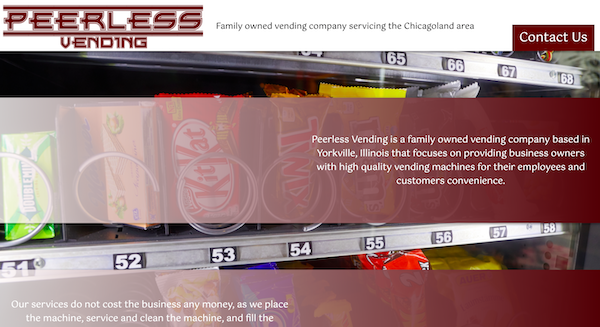 PEERLESS
VENDING
Family owned vending company servicing the Chicagoland area
Contact Us
65
66
67
68
Peerless Vending is a family owned vending company based in
Yorkville, Illinois that focuses on providing business owners
with high quality vending machines for their employees and
customers convenience.
DOUBLEMINT
KitKat
51
52
53
54
55
56
57
58
Our services do not cost the business any money, as we place
the machine, service and clean the machine, and fill the